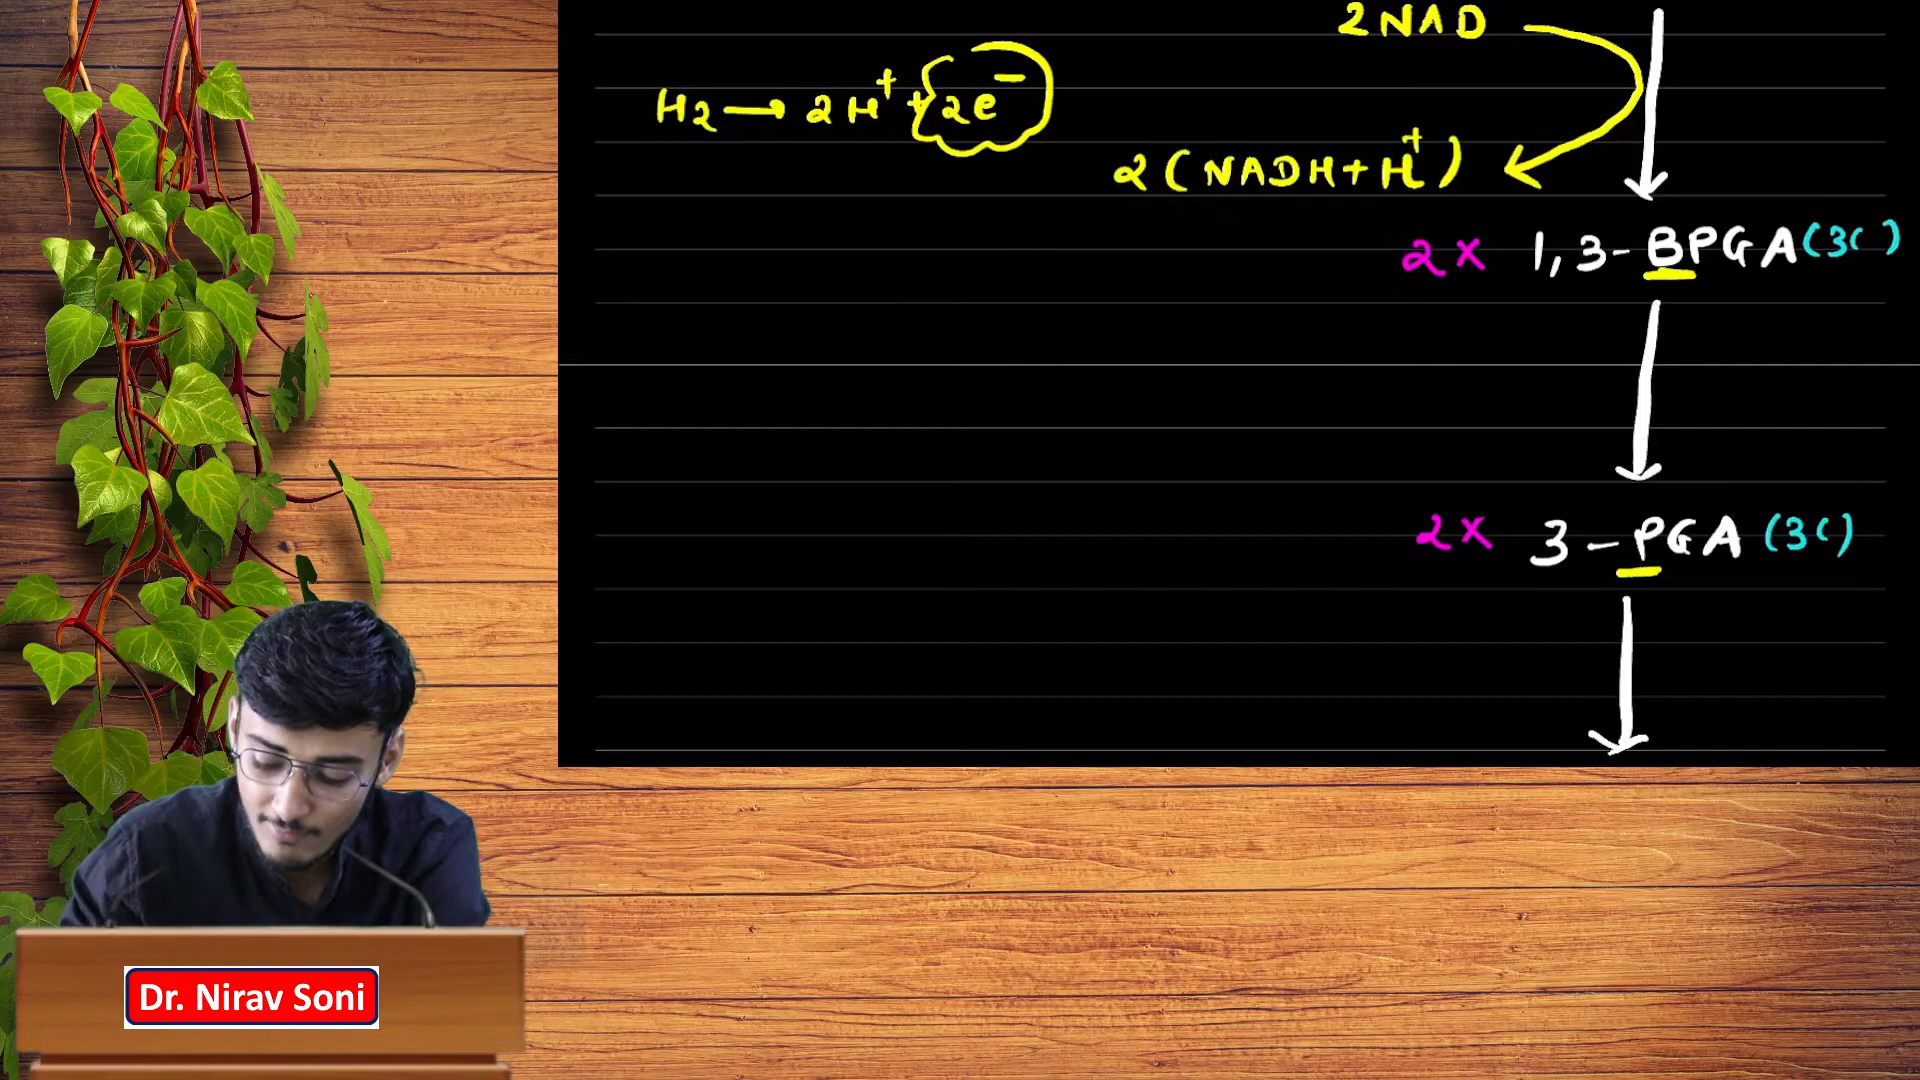 2NAD
H2 → 2H+ + 2e−
2(NADH+H+)
2x 1,3-BPGA(3C)
2x 3-PGA (3C)
Dr. Nirav Soni